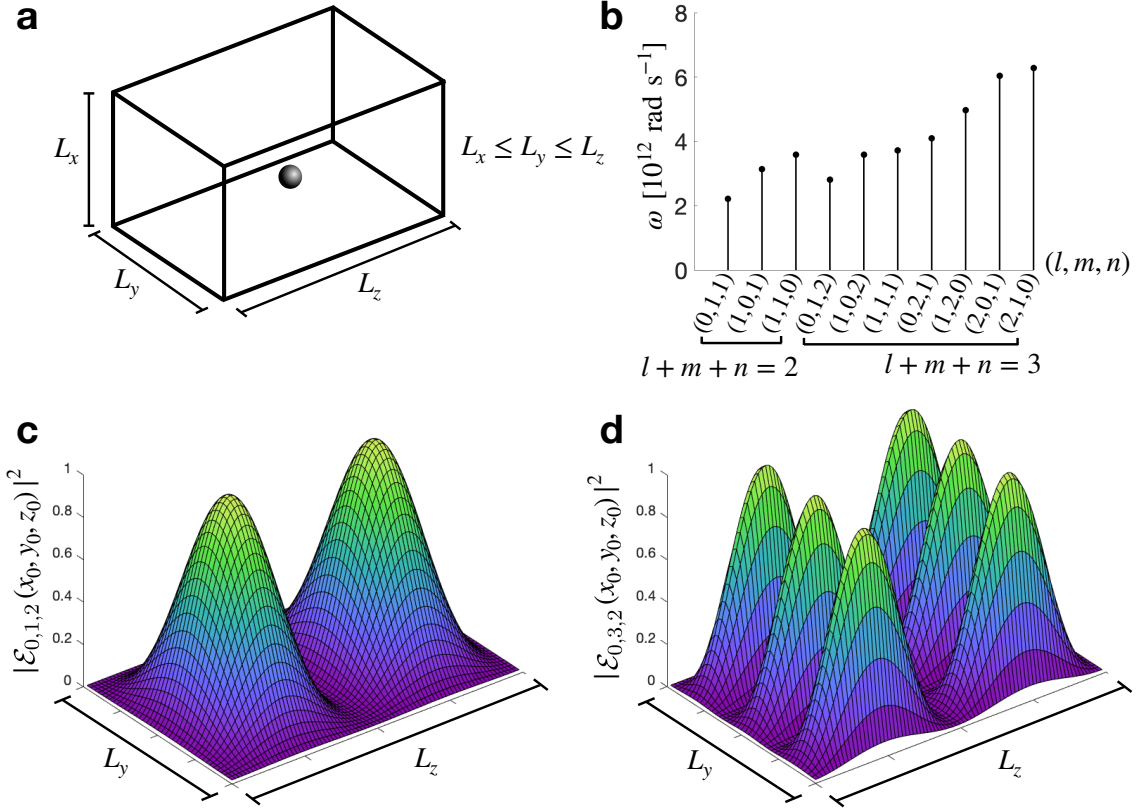 a
L_x
L_x ≤ L_y ≤ L_z
L_y
L_z
b
ω [10^12 rad s^−1]
8
6
4
2
0
(0,1,1)
(1,0,1)
(1,1,0)
(0,1,2)
(1,0,2)
(1,1,1)
(0,2,1)
(1,2,0)
(2,0,1)
(2,1,0)
(l, m, n)
l + m + n = 2
l + m + n = 3
c
|ℰ_0,1,2 (x_0, y_0, z_0)|^2
1
0.8
0.6
0.4
0.2
0
L_y
L_z
d
|ℰ_0,3,2 (x_0, y_0, z_0)|^2
1
0.8
0.6
0.4
0.2
0
L_y
L_z